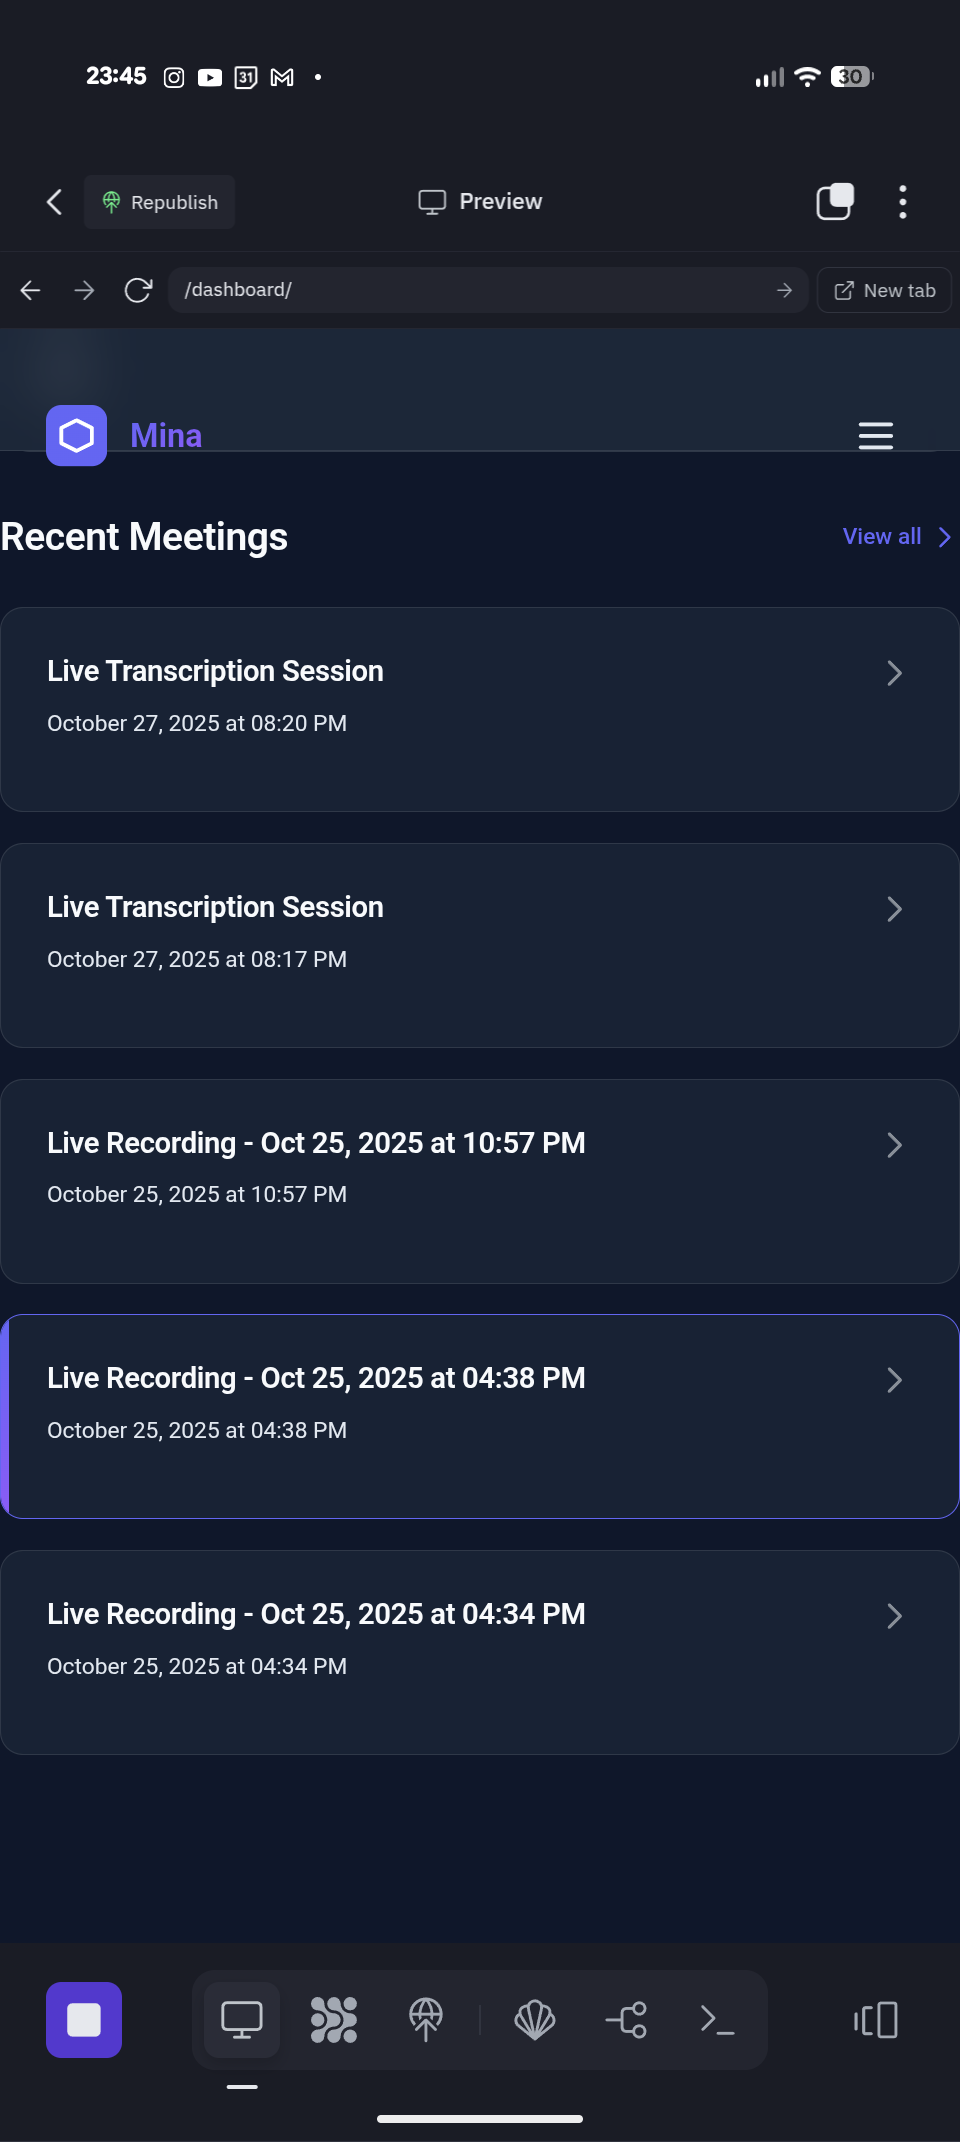 23:45
31
30
Republish
Preview
/dashboard/
New tab
Mina
Recent Meetings
View all
Live Transcription Session
October 27, 2025 at 08:20 PM
Live Transcription Session
October 27, 2025 at 08:17 PM
Live Recording - Oct 25, 2025 at 10:57 PM
October 25, 2025 at 10:57 PM
Live Recording - Oct 25, 2025 at 04:38 PM
October 25, 2025 at 04:38 PM
Live Recording - Oct 25, 2025 at 04:34 PM
October 25, 2025 at 04:34 PM